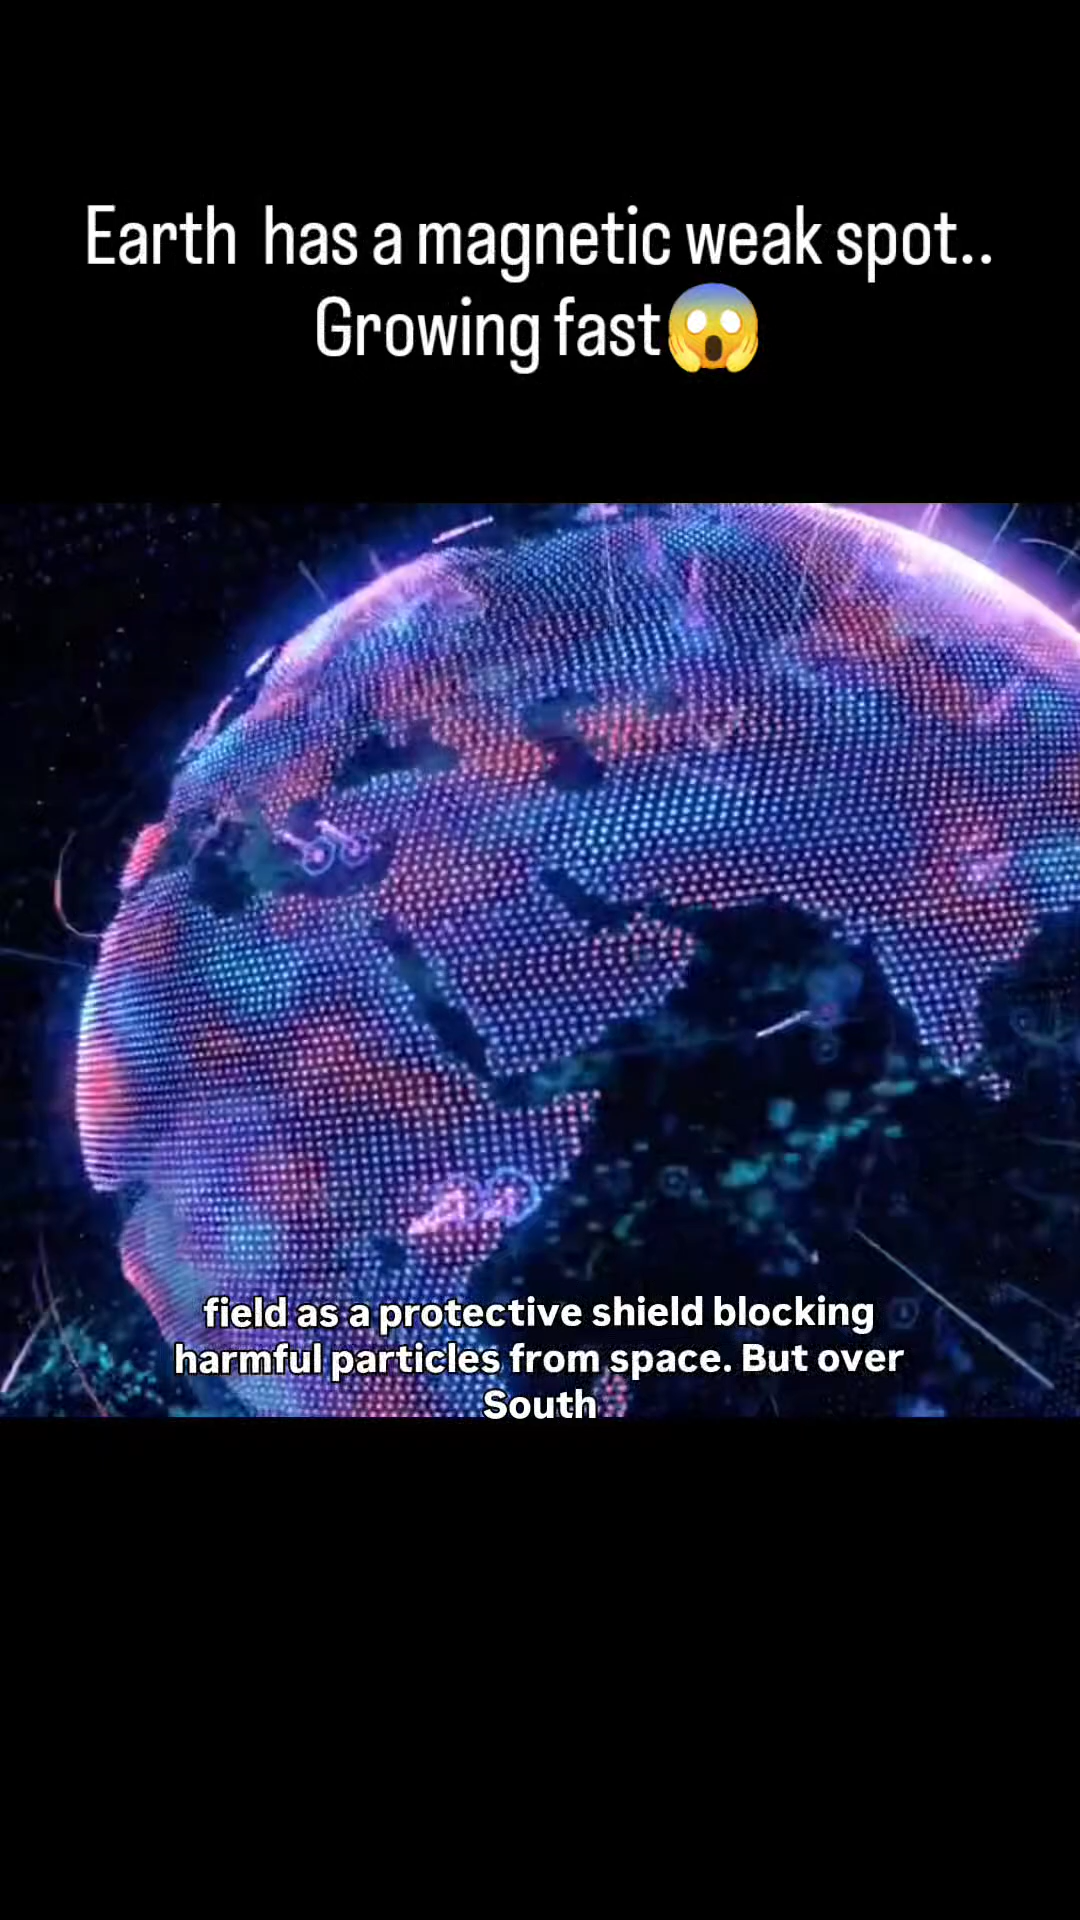 Earth has a magnetic weak spot..
Growing fast😱
field as a protective shield blocking
harmful particles from space. But over
South